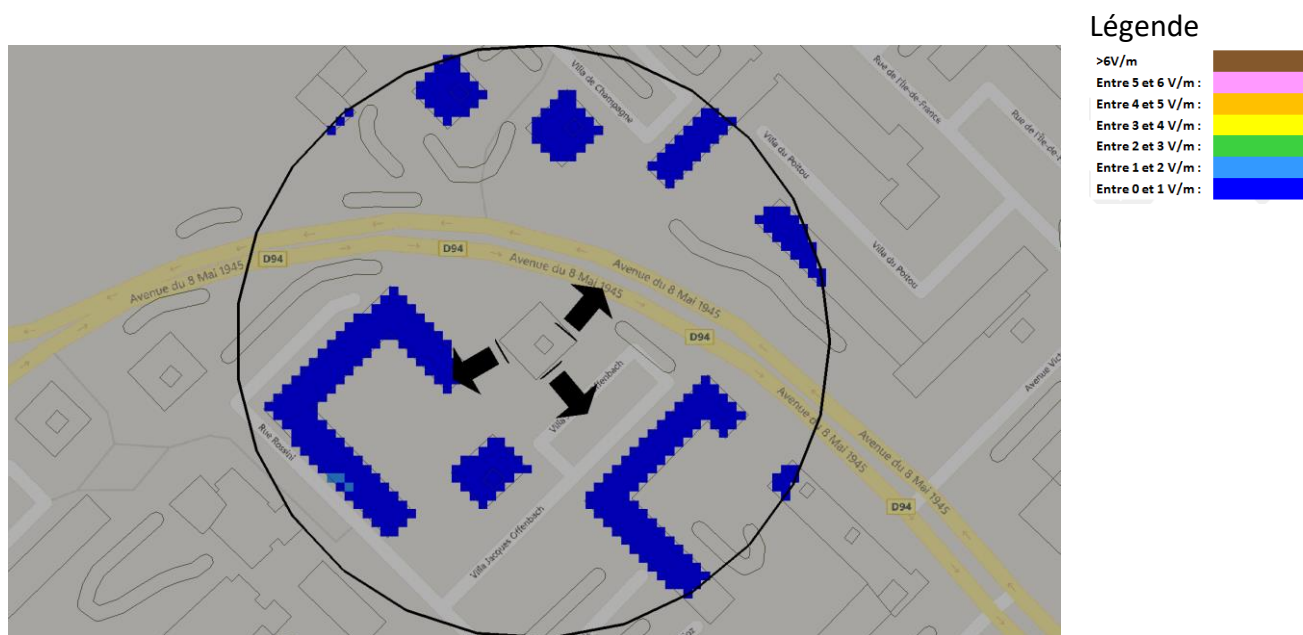 Légende
>6V/m
Entre 5 et 6 V/m :
Entre 4 et 5 V/m :
Entre 3 et 4 V/m :
Entre 2 et 3 V/m :
Entre 1 et 2 V/m :
Entre 0 et 1 V/m :
Villa de Champagne
Rue de l'Île-de-France
Rue de l'Île-de-
Villa du Poitou
Villa du Poitou
D94
Avenue du 8 Mai 1945
D94
Avenue du 8 Mai 1945
Avenue du 8 Mai 1945
D94
Avenue Vict
Rue Rossini
Villa J
Offenbach
Avenue du 8 Mai 1945
Avenue du 8 Mai 1945
D94
Villa Jacques Offenbach